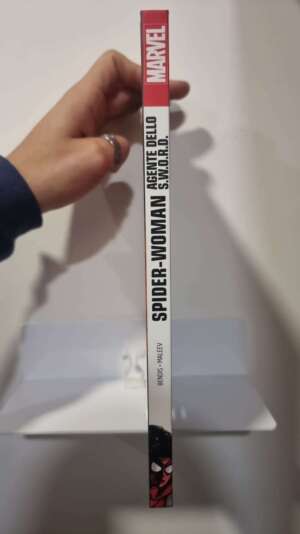 MARVEL
SPIDER-WOMAN
AGENTE DELLO
S.W.O.R.D.
BENDIS • MALEEV